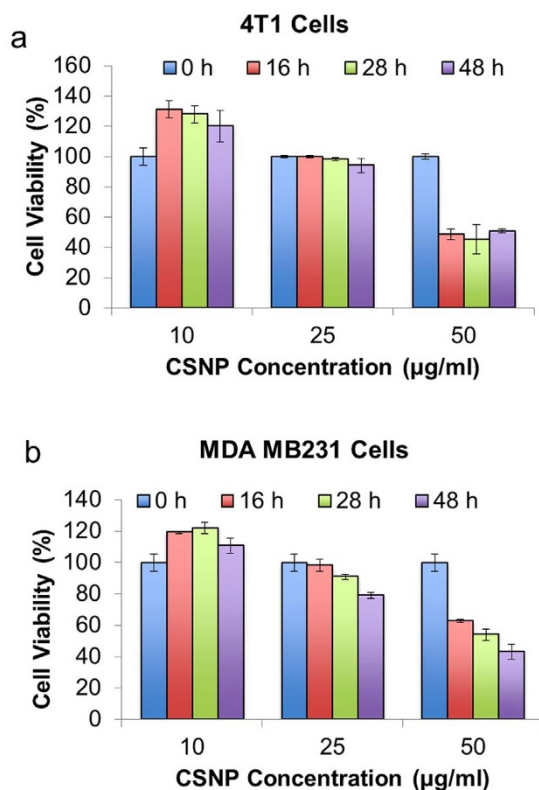 a
4T1 Cells
0 h 16 h 28 h 48 h
Cell Viability (%)
160
140
120
100
80
60
40
20
0
10 25 50
CSNP Concentration (µg/ml)
b
MDA MB231 Cells
0 h 16 h 28 h 48 h
Cell Viability (%)
140
120
100
80
60
40
20
0
10 25 50
CSNP Concentration (µg/ml)